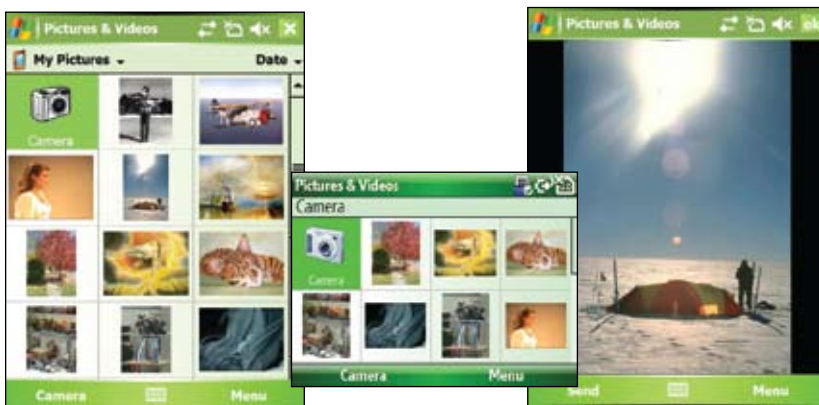 Pictures & Videos
My Pictures
Date
Camera
Camera
Menu
Pictures & Videos
Camera
Camera
Camera
Menu
Pictures & Videos
ok
Send
Menu